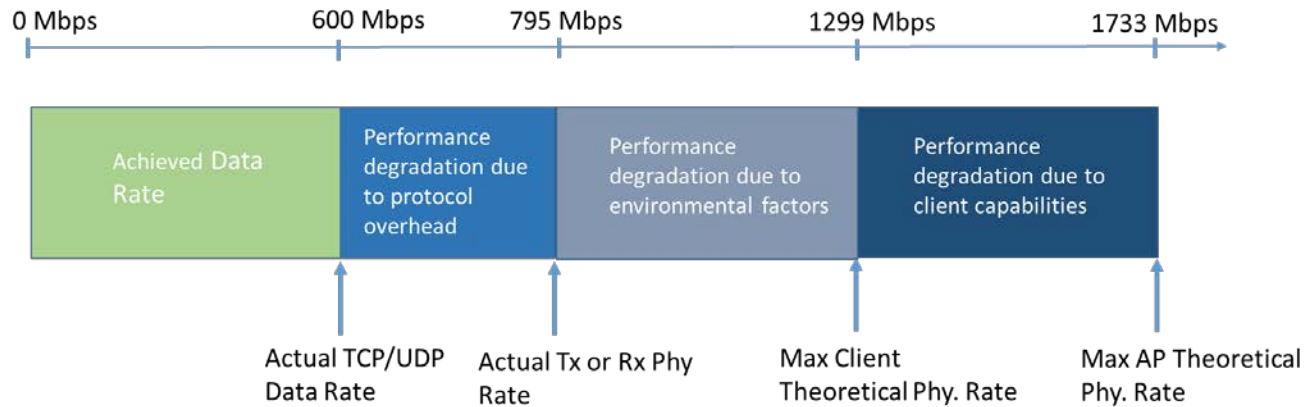 0 Mbps
600 Mbps
795 Mbps
1299 Mbps
1733 Mbps
Achieved Data
Rate
Performance
degradation due
to protocol
overhead
Performance
degradation due to
environmental factors
Performance
degradation due to
client capabilities
Actual TCP/UDP
Data Rate
Actual Tx or Rx Phy
Rate
Max Client
Theoretical Phy. Rate
Max AP Theoretical
Phy. Rate